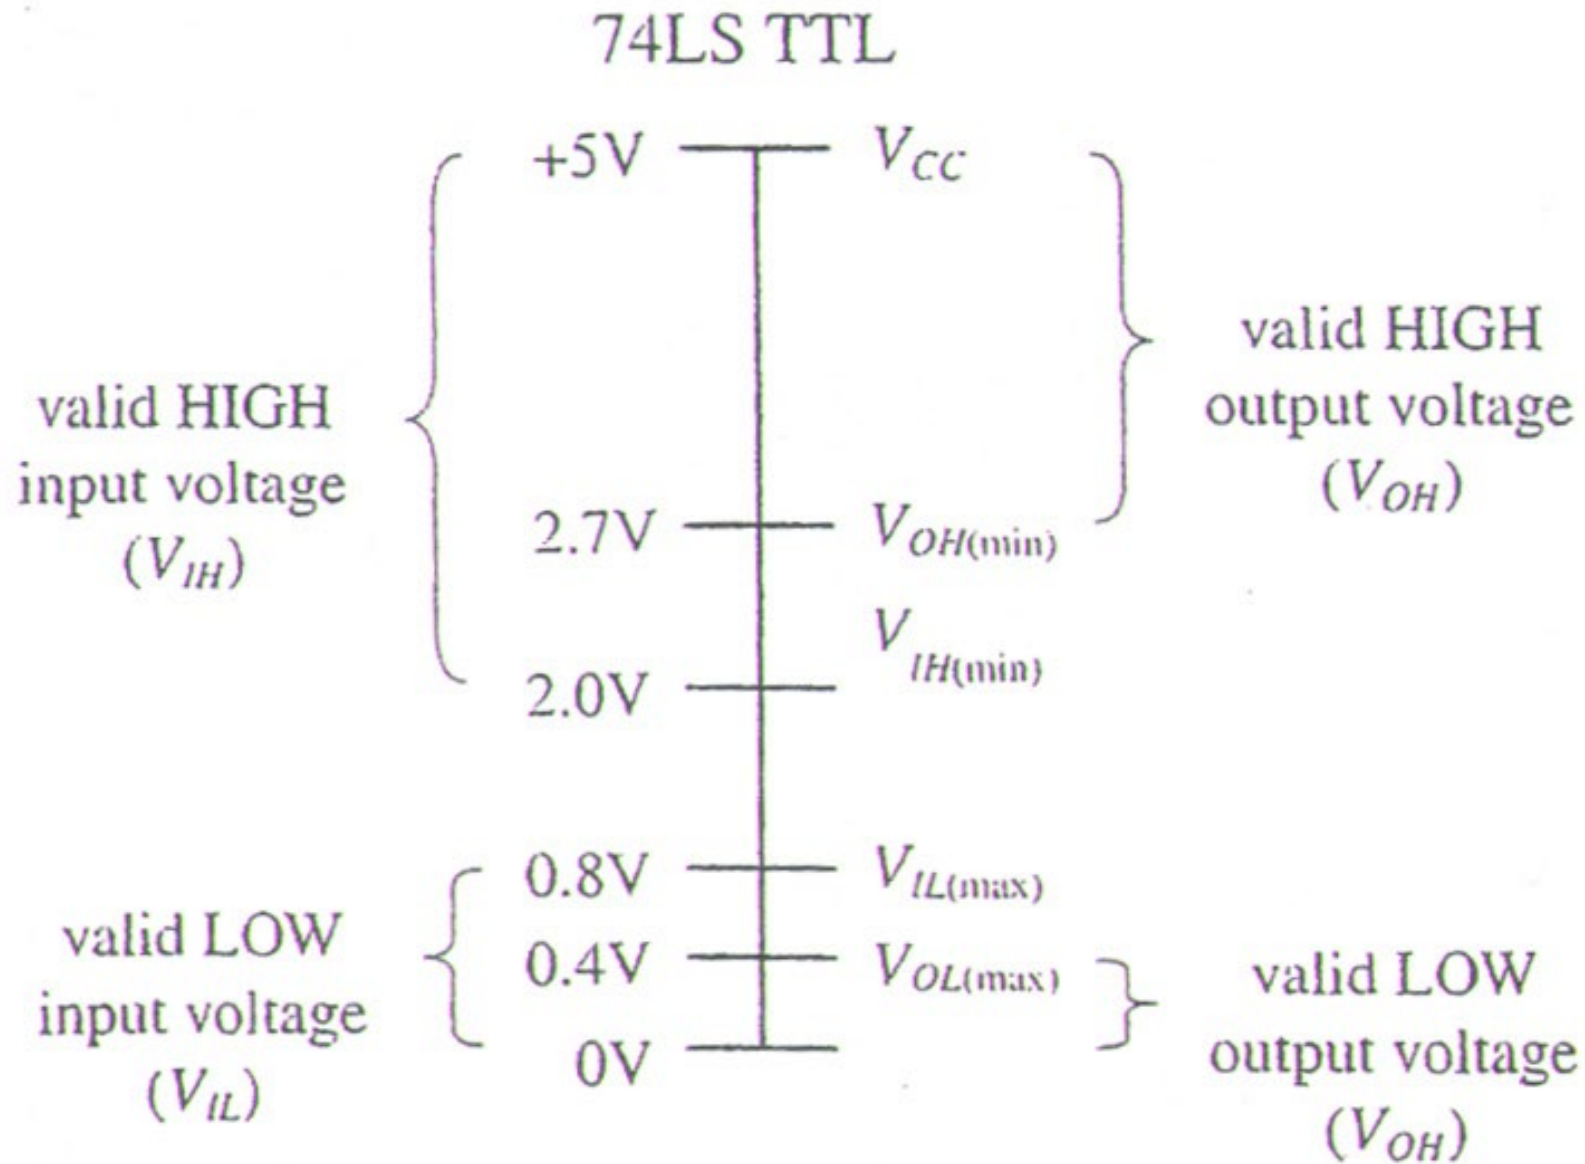 74LS TTL
+5V
V_CC
valid HIGH
input voltage
(V_IH)
valid HIGH
output voltage
(V_OH)
2.7V
V_OH(min)
V_IH(min)
2.0V
0.8V
V_IL(max)
0.4V
V_OL(max)
0V
valid LOW
input voltage
(V_IL)
valid LOW
output voltage
(V_OH)